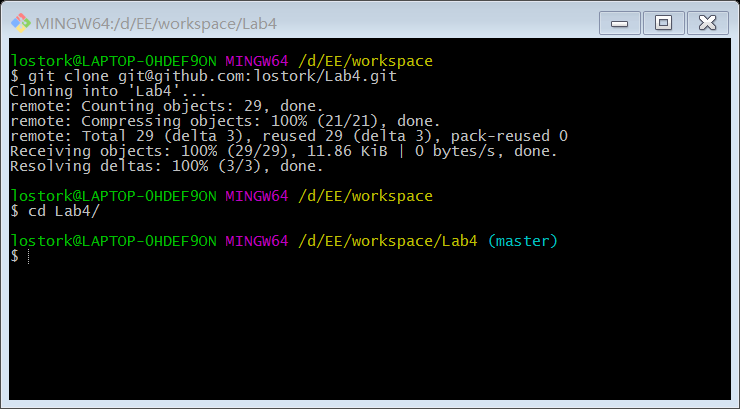 MINGW64:/d/EE/workspace/Lab4
lostork@LAPTOP-0HDEF9ON MINGW64 /d/EE/workspace
$ git clone git@github.com:lostork/Lab4.git
Cloning into 'Lab4'...
remote: Counting objects: 29, done.
remote: Compressing objects: 100% (21/21), done.
remote: Total 29 (delta 3), reused 29 (delta 3), pack-reused 0
Receiving objects: 100% (29/29), 11.86 KiB | 0 bytes/s, done.
Resolving deltas: 100% (3/3), done.
lostork@LAPTOP-0HDEF9ON MINGW64 /d/EE/workspace
$ cd Lab4/
lostork@LAPTOP-0HDEF9ON MINGW64 /d/EE/workspace/Lab4 (master)
$